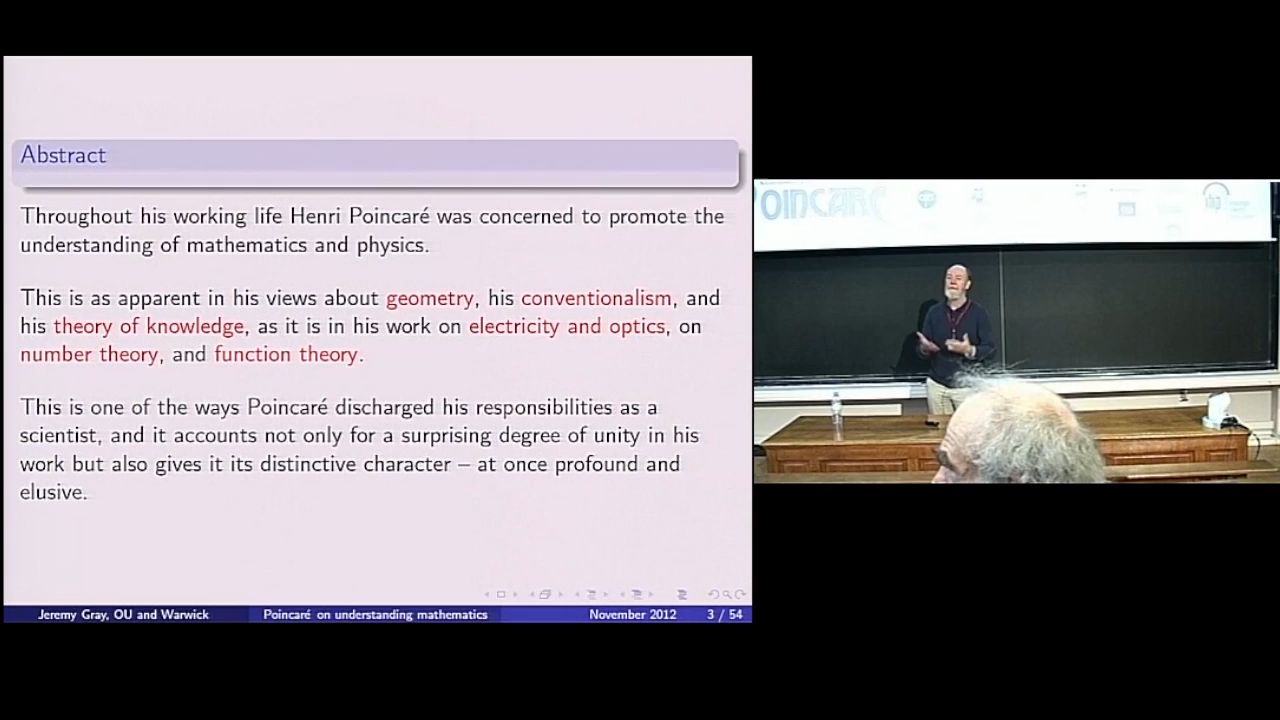 Abstract
Throughout his working life Henri Poincaré was concerned to promote the
understanding of mathematics and physics.
This is as apparent in his views about geometry, his conventionalism, and
his theory of knowledge, as it is in his work on electricity and optics, on
number theory, and function theory.
This is one of the ways Poincaré discharged his responsibilities as a
scientist, and it accounts not only for a surprising degree of unity in his
work but also gives it its distinctive character – at once profound and
elusive.
Jeremy Gray, OU and Warwick Poincaré on understanding mathematics November 2012 3 / 54
POINCARÉ